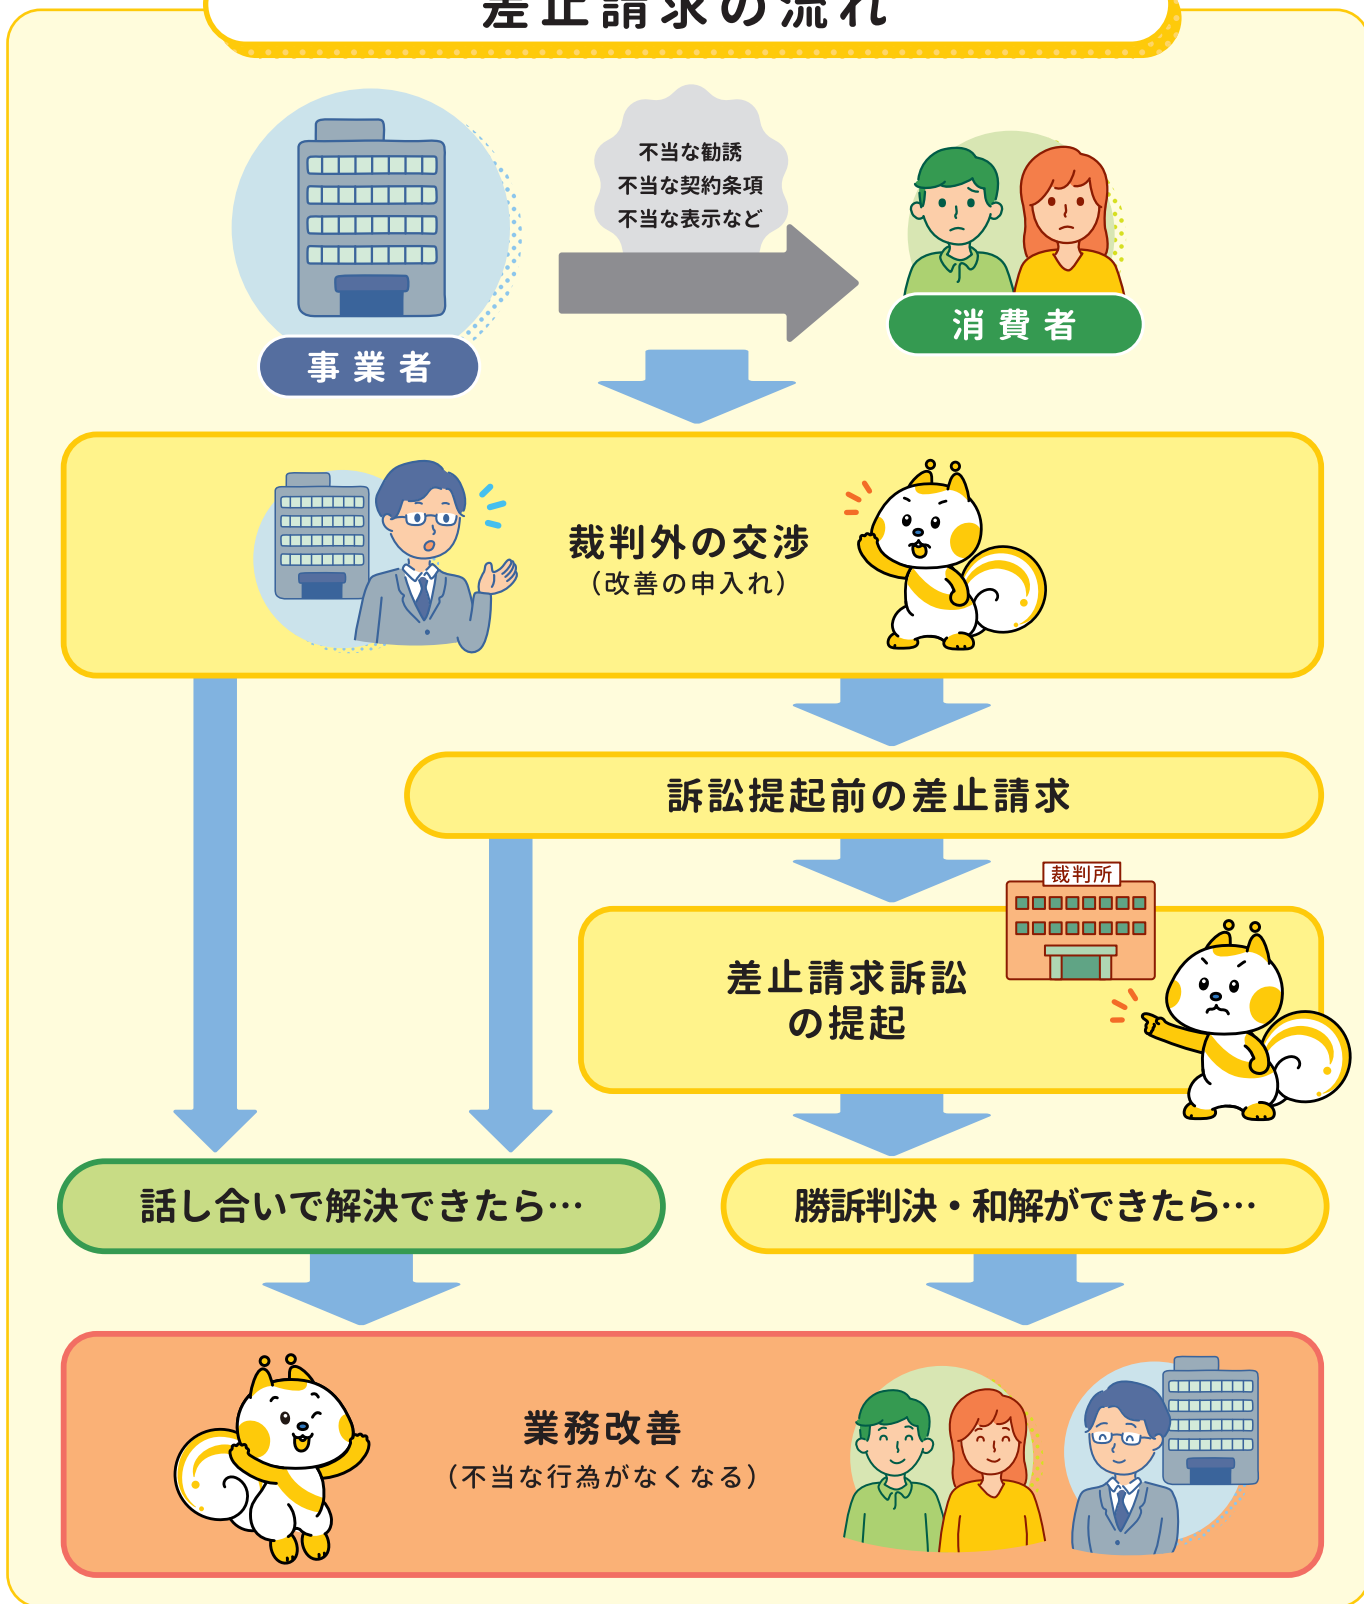 差止請求の流れ
不当な勧誘
不当な契約条項
不当な表示など
事業者
消費者
裁判外の交渉
（改善の申入れ）
訴訟提起前の差止請求
裁判所
差止請求訴訟
の提起
話し合いで解決できたら…
勝訴判決・和解ができたら…
業務改善
（不当な行為がなくなる）